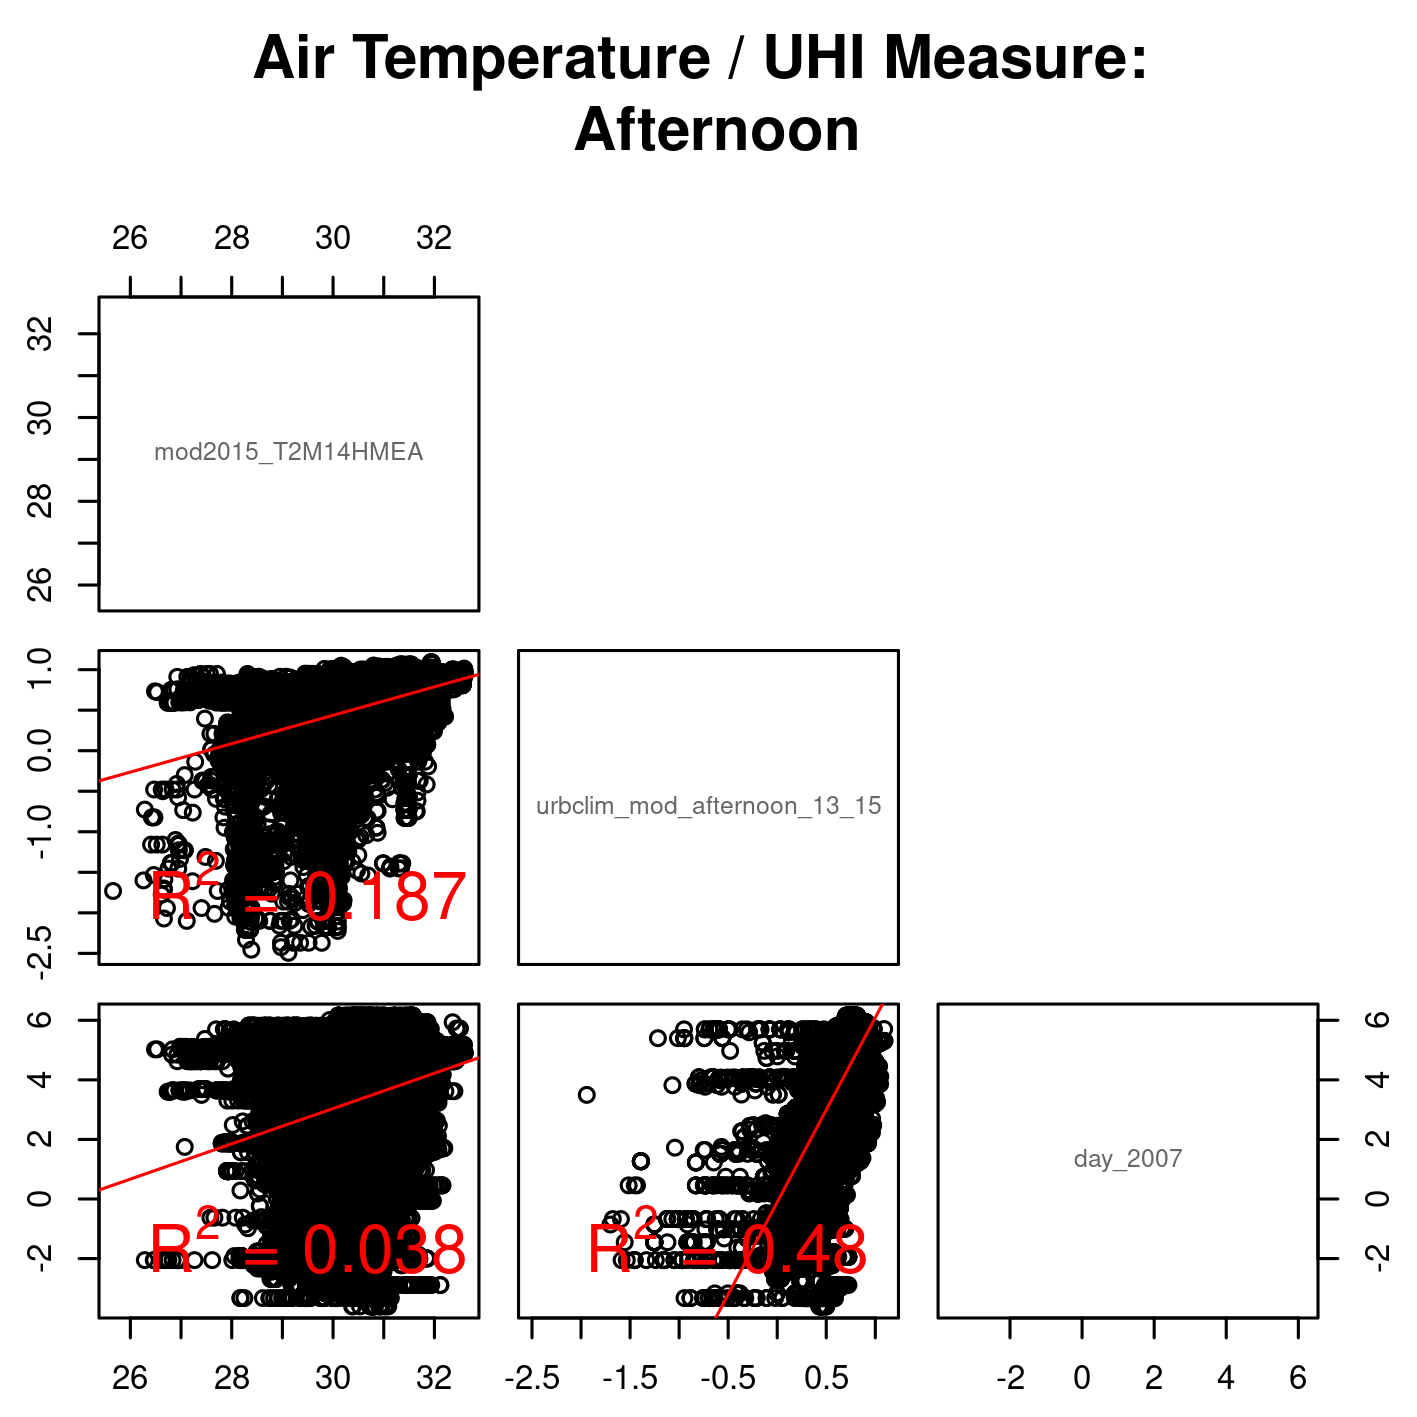 Air Temperature / UHI Measure:
Afternoon
26 28 30 32
32
30
28
26
mod2015_T2M14HMEA
1.0
0.0
-1.0
-2.5
R² = 0.187
urbclim_mod_afternoon_13_15
6
4
2
0
-2
R² = 0.038
R² = 0.48
day_2007
6
4
2
0
-2
26 28 30 32
-2.5 -1.5 -0.5 0.5
-2 0 2 4 6